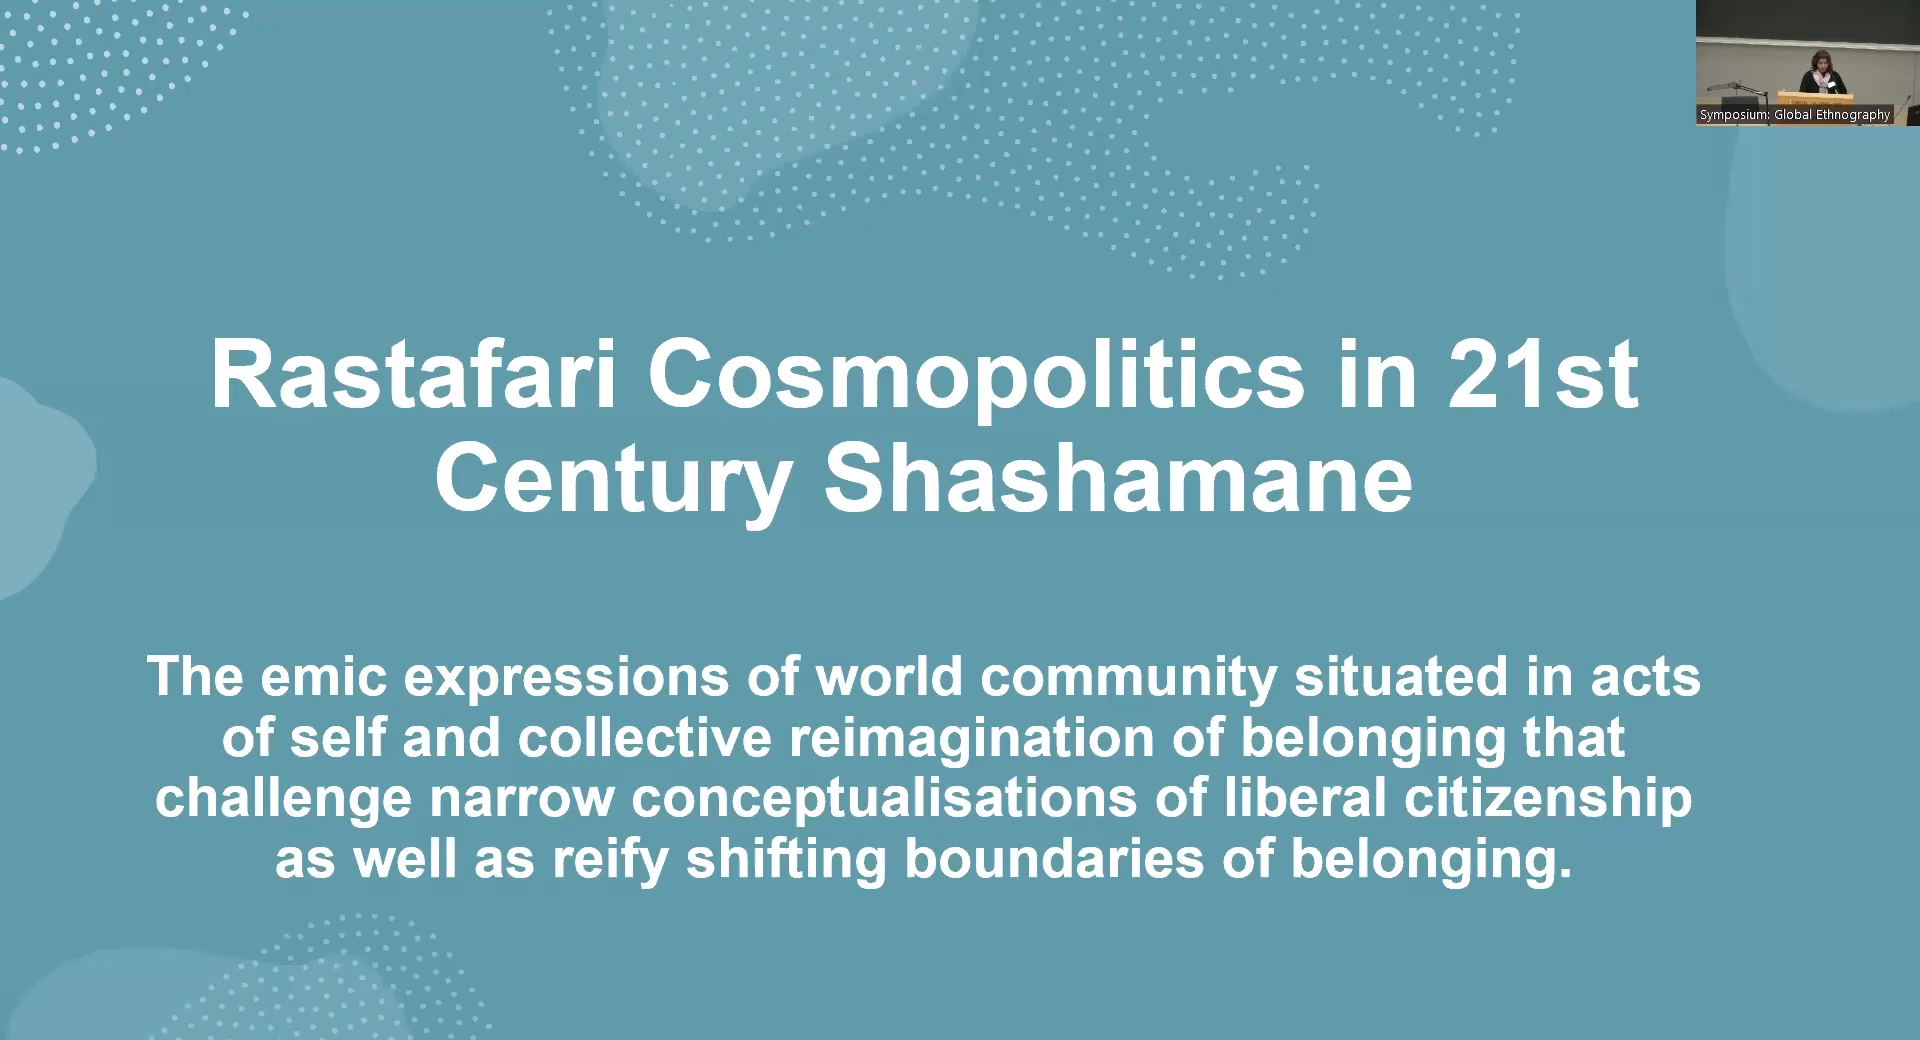 Symposium: Global Ethnography
Rastafari Cosmopolitics in 21st
Century Shashamane
The emic expressions of world community situated in acts
of self and collective reimagination of belonging that
challenge narrow conceptualisations of liberal citizenship
as well as reify shifting boundaries of belonging.